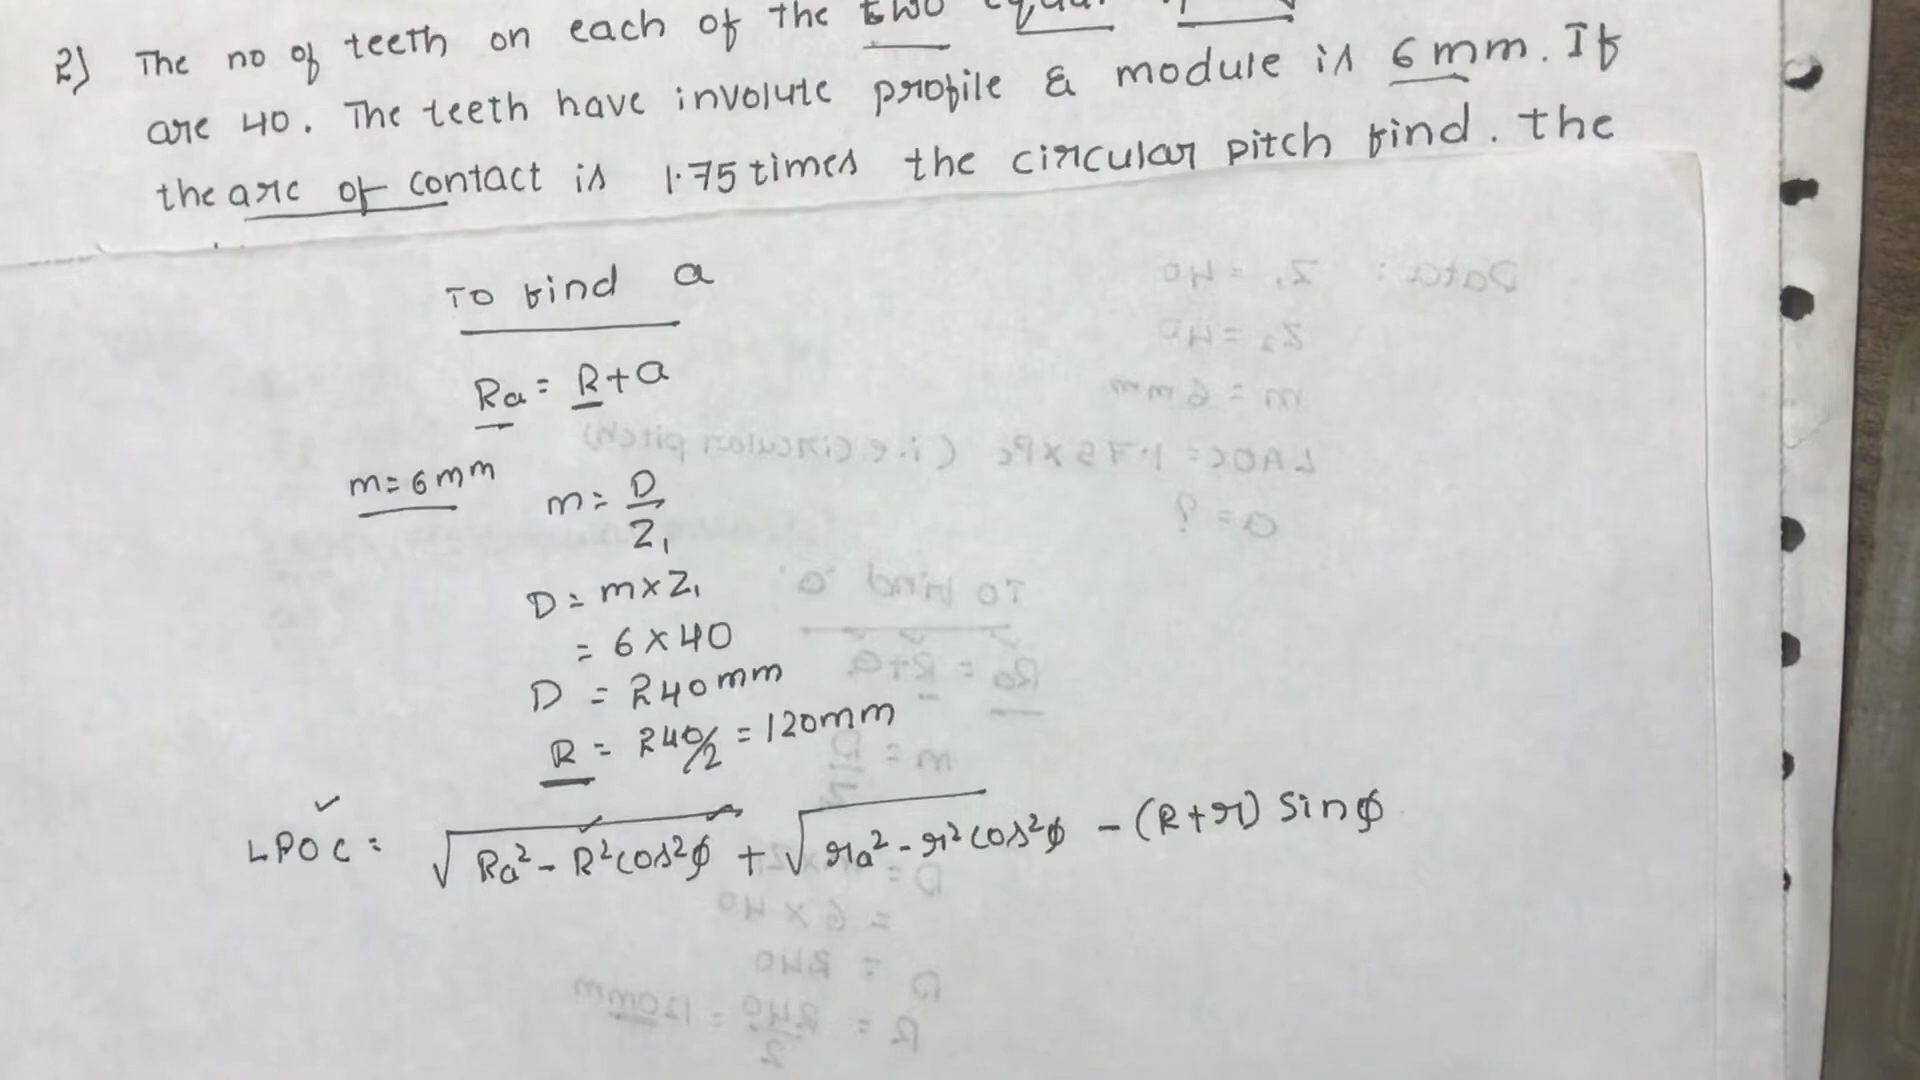 2) The no of teeth on each of the two
are 40. The teeth have involute profile & module is 6mm. If
the arc of contact is 1.75 times the circular pitch find. the
To find a
Ra = R+a
m=6mm
m= D/Z1
D= m×Z1
= 6×40
D = 240mm
R = 240/2 = 120mm
LPOC = √Ra²-R²cos²φ + √ra²-r²cos²φ - (R+r) sinφ